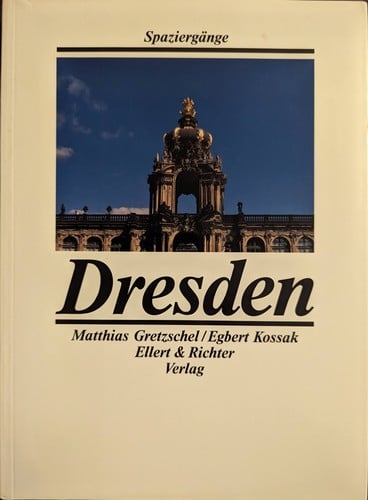 Spaziergänge
Dresden
Matthias Gretzschel/Egbert Kossak
Ellert & Richter
Verlag